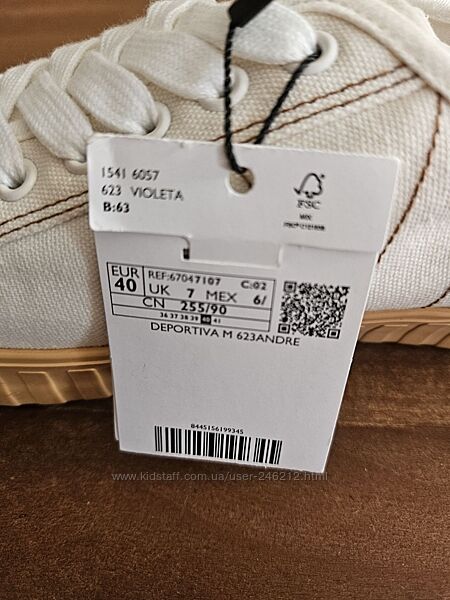 1541 6057
623 VIOLETA
B:63
FSC
MIX
EUR
40
REF:67047107 C:02
UK 7 MEX 6/
CN 255/90
36 37 38 39 40 41
DEPORTIVA M 623ANDRE
8445156199345
www.kidstaff.com.ua/user-246212.html